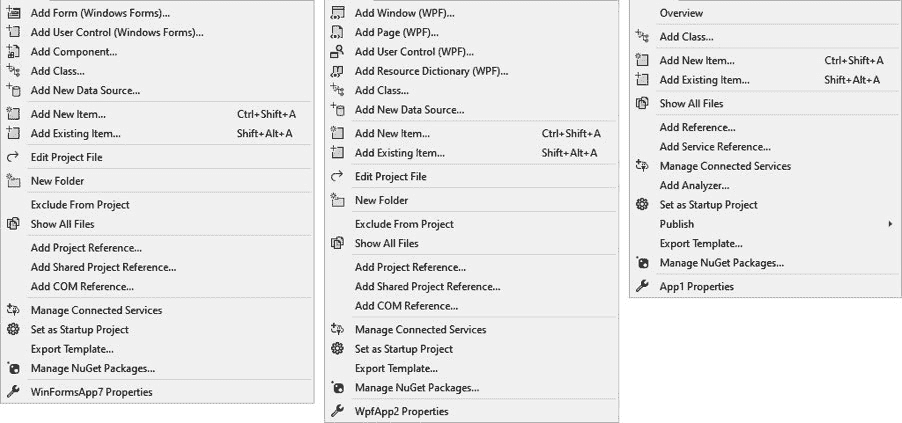 Add Form (Windows Forms)...
Add User Control (Windows Forms)...
Add Component...
Add Class...
Add New Data Source...
Add New Item... Ctrl+Shift+A
Add Existing Item... Shift+Alt+A
Edit Project File
New Folder
Exclude From Project
Show All Files
Add Project Reference...
Add Shared Project Reference...
Add COM Reference...
Manage Connected Services
Set as Startup Project
Export Template...
Manage NuGet Packages...
WinFormsApp7 Properties
Add Window (WPF)...
Add Page (WPF)...
Add User Control (WPF)...
Add Resource Dictionary (WPF)...
Add Class...
Add New Data Source...
Add New Item... Ctrl+Shift+A
Add Existing Item... Shift+Alt+A
Edit Project File
New Folder
Exclude From Project
Show All Files
Add Project Reference...
Add Shared Project Reference...
Add COM Reference...
Manage Connected Services
Set as Startup Project
Export Template...
Manage NuGet Packages...
WpfApp2 Properties
Overview
Add Class...
Add New Item... Ctrl+Shift+A
Add Existing Item... Shift+Alt+A
Show All Files
Add Reference...
Add Service Reference...
Manage Connected Services
Add Analyzer...
Set as Startup Project
Publish
Export Template...
Manage NuGet Packages...
App1 Properties